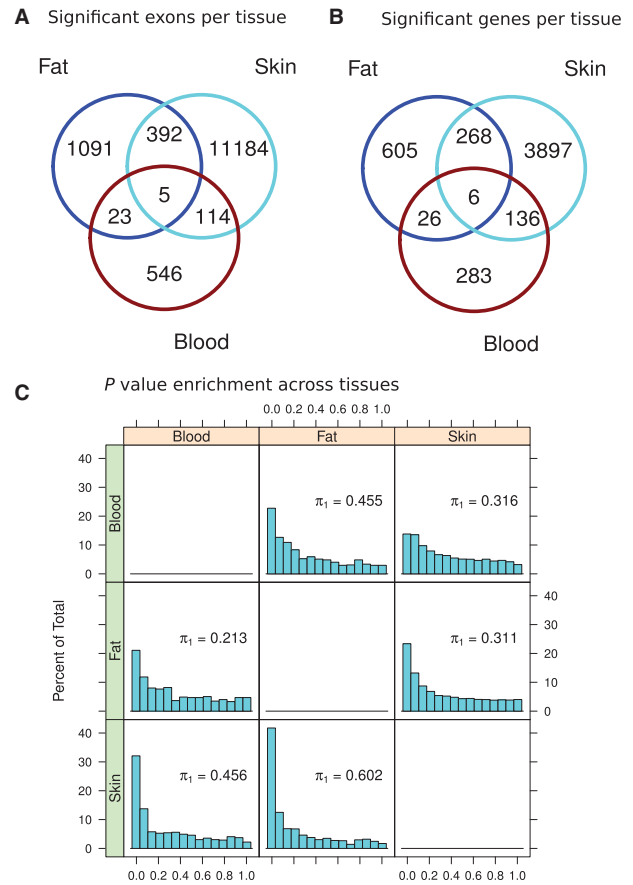 A Significant exons per tissue
Fat
Skin
1091
392
11184
5
23
114
546
Blood
B Significant genes per tissue
Fat
Skin
605
268
3897
6
26
136
283
Blood
C P value enrichment across tissues
0.0 0.2 0.4 0.6 0.8 1.0
Blood Fat Skin
Percent of Total
Blood
40
30
20
10
0
π1 = 0.455
π1 = 0.316
Fat
π1 = 0.213
π1 = 0.311
40
30
20
10
0
Skin
40
30
20
10
0
π1 = 0.456
π1 = 0.602
0.0 0.2 0.4 0.6 0.8 1.0
0.0 0.2 0.4 0.6 0.8 1.0